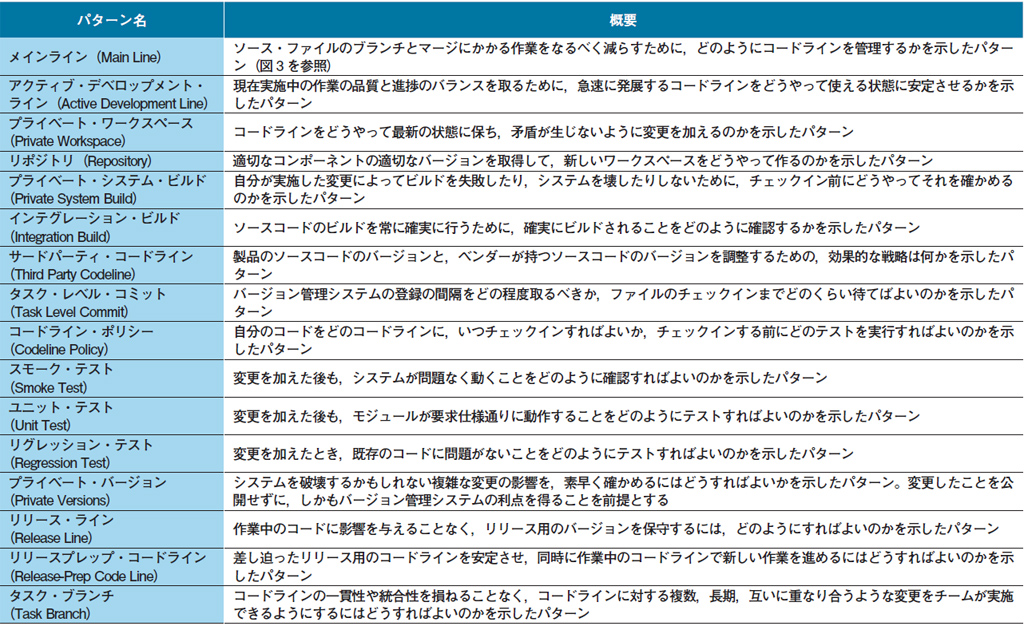 パターン名
概要
メインライン（Main Line）
ソース・ファイルのブランチとマージにかかる作業をなるべく減らすために，どのようにコードラインを管理するかを示したパター
ン（図3を参照）
アクティブ・デベロップメント・
ライン（Active Development Line）
現在実施中の作業の品質と進捗のバランスを取るために，急速に発展するコードラインをどうやって使える状態に安定させるかを示
したパターン
プライベート・ワークスペース
（Private Workspace）
コードラインをどうやって最新の状態に保ち，矛盾が生じないように変更を加えるのかを示したパターン
リポジトリ（Repository）
適切なコンポーネントの適切なバージョンを取得して，新しいワークスペースをどうやって作るのかを示したパターン
プライベート・システム・ビルド
（Private System Build）
自分が実施した変更によってビルドを失敗したり，システムを壊したりしないために，チェックイン前にどうやってそれを確かめる
のかを示したパターン
インテグレーション・ビルド
（Integration Build）
ソースコードのビルドを常に確実に行うために，確実にビルドされることをどのように確認するかを示したパターン
サードパーティ・コードライン
（Third Party Codeline）
製品のソースコードのバージョンと，ベンダーが持つソースコードのバージョンを調整するための，効果的な戦略は何かを示したパ
ターン
タスク・レベル・コミット
（Task Level Commit）
バージョン管理システムの登録の間隔をどの程度取るべきか，ファイルのチェックインまでどのくらい待てばよいのかを示したパ
ターン
コードライン・ポリシー
（Codeline Policy）
自分のコードをどのコードラインに，いつチェックインすればよいか，チェックインする前にどのテストを実行すればよいのかを示
したパターン
スモーク・テスト
（Smoke Test）
変更を加えた後も，システムが問題なく動くことをどのように確認すればよいのかを示したパターン
ユニット・テスト
（Unit Test）
変更を加えた後も，モジュールが要求仕様通りに動作することをどのようにテストすればよいのかを示したパターン
リグレッション・テスト
（Regression Test）
変更を加えたとき，既存のコードに問題がないことをどのようにテストすればよいのかを示したパターン
プライベート・バージョン
（Private Versions）
システムを破壊するかもしれない複雑な変更の影響を，素早く確かめるにはどうすればよいかを示したパターン。変更したことを公
開せずに，しかもバージョン管理システムの利点を得ることを前提とする
リリース・ライン
（Release Line）
作業中のコードに影響を与えることなく，リリース用のバージョンを保守するには，どのようにすればよいのかを示したパターン
リリースプレップ・コードライン
（Release-Prep Code Line）
差し迫ったリリース用のコードラインを安定させ，同時に作業中のコードラインで新しい作業を進めるにはどうすればよいのかを示
したパターン
タスク・ブランチ
（Task Branch）
コードラインの一貫性や統合性を損ねることなく，コードラインに対する複数，長期，互いに重なり合うような変更をチームが実施
できるようにするにはどうすればよいのかを示したパターン